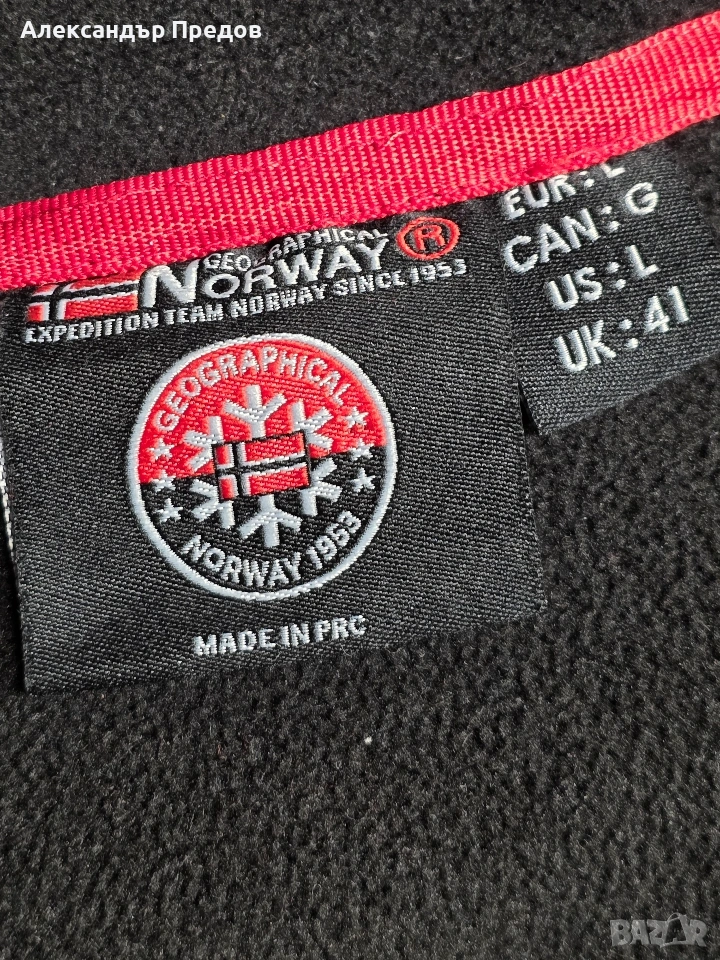 Александър Предов
GEOGRAPHICAL
NORWAY ®
EXPEDITION TEAM NORWAY SINCE 1953
GEOGRAPHICAL
NORWAY 1953
MADE IN PRC
EUR: L
CAN: G
US: L
UK: 41
BAZAR